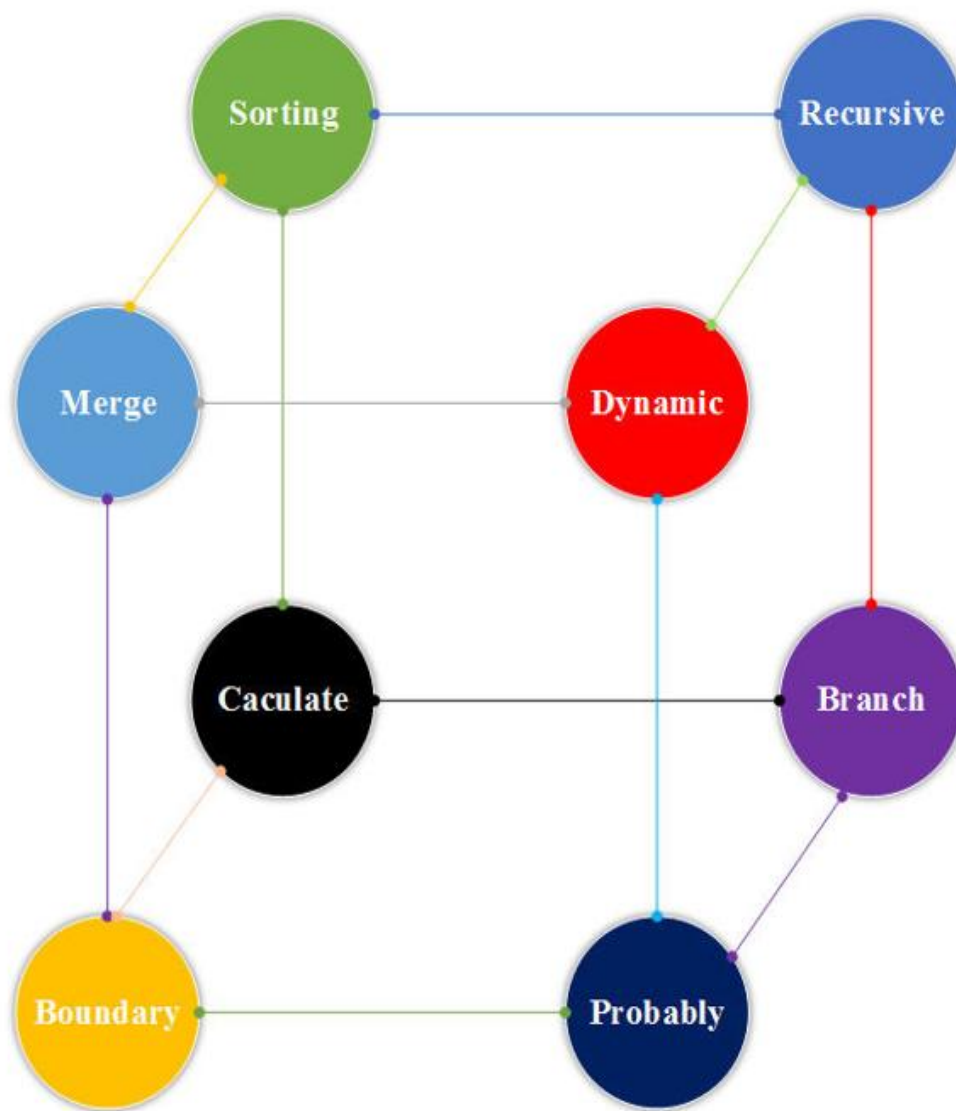 Sorting
Recursive
Merge
Dynamic
Caculate
Branch
Boundary
Probably